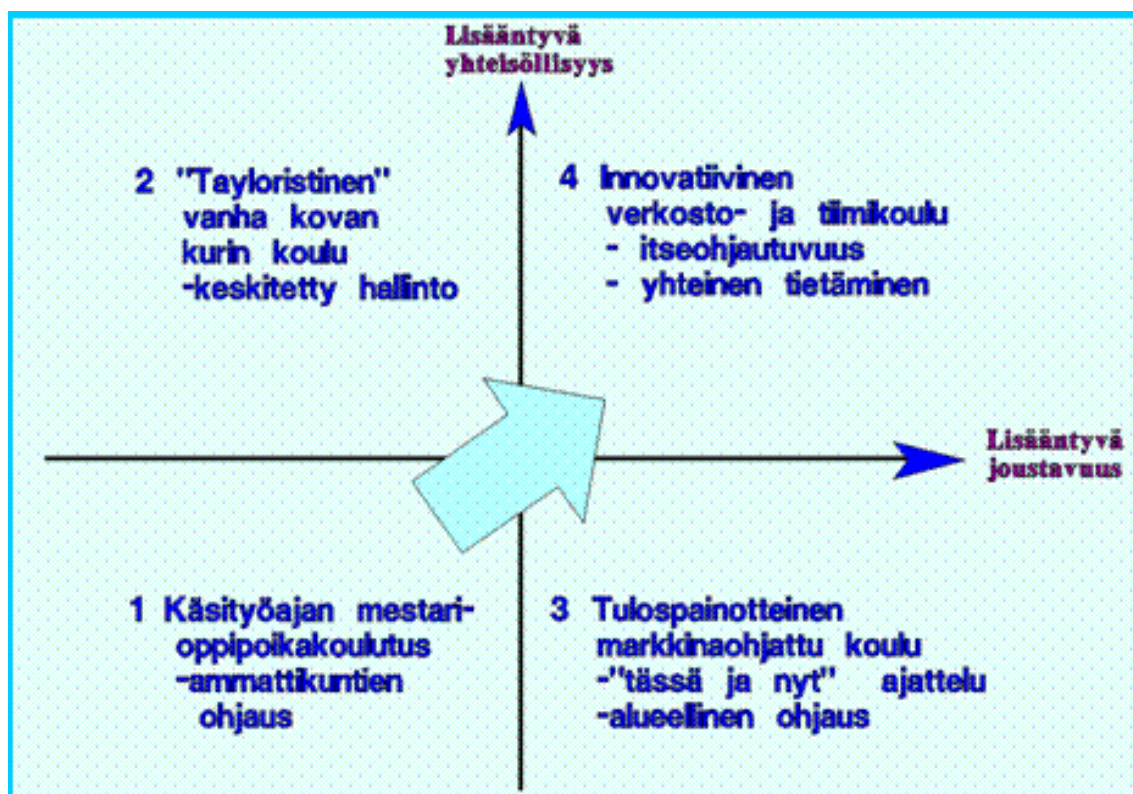 Lisääntyvä
yhteisöllisyys
2 "Tayloristinen"
vanha kovan
kurin koulu
-keskitetty hallinto
4 Innovatiivinen
verkosto- ja tiimikoulu
- itseohjautuvuus
- yhteinen tietäminen
Lisääntyvä
joustavuus
1 Käsityöajan mestari-
oppipoikakoulutus
-ammattikuntien
ohjaus
3 Tulospainotteinen
markkinaohjattu koulu
-"tässä ja nyt" ajattelu
-alueellinen ohjaus